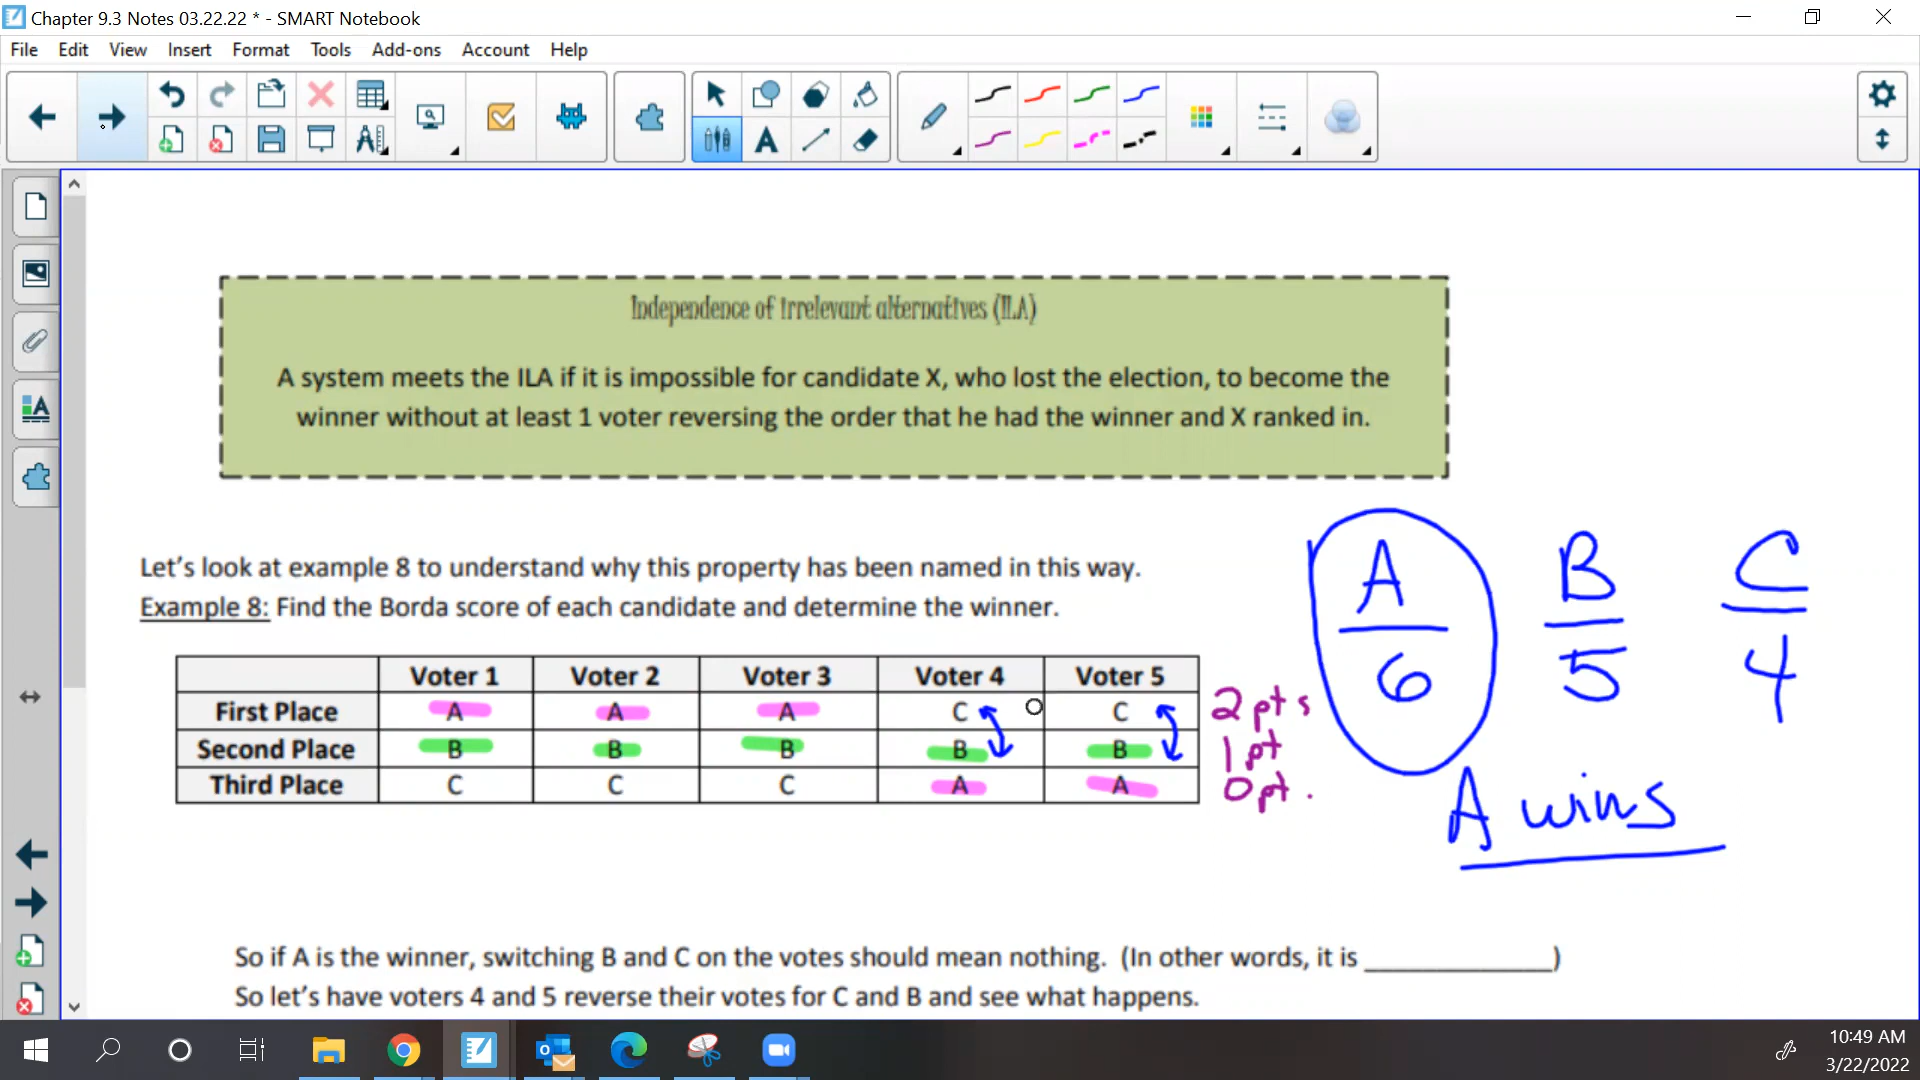 Chapter 9.3 Notes 03.22.22 * - SMART Notebook
File Edit View Insert Format Tools Add-ons Account Help
Independence of irrelevant alternatives (IIA)
A system meets the IIA if it is impossible for candidate X, who lost the election, to become the
winner without at least 1 voter reversing the order that he had the winner and X ranked in.
Let's look at example 8 to understand why this property has been named in this way.
Example 8: Find the Borda score of each candidate and determine the winner.
A B C
6 5 4
Voter 1 Voter 2 Voter 3 Voter 4 Voter 5
First Place A A A C C 2 pts
Second Place B B B B B 1 pt
Third Place C C C A A 0 pt.
A wins
So if A is the winner, switching B and C on the votes should mean nothing. (In other words, it is ______________)
So let's have voters 4 and 5 reverse their votes for C and B and see what happens.
10:49 AM
3/22/2022